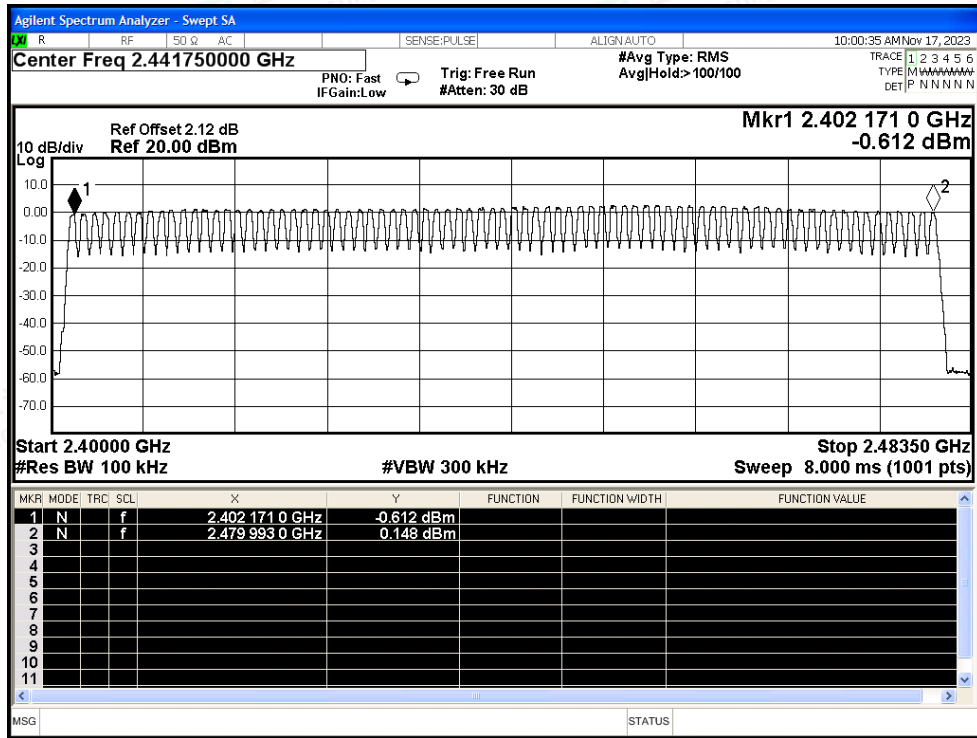 Agilent Spectrum Analyzer - Swept SA
LXI R RF 50 Ω AC SENSE:PULSE ALIGN AUTO 10:00:35 AM Nov 17, 2023
Center Freq 2.441750000 GHz
#Avg Type: RMS
TRACE 1 2 3 4 5 6
PNO: Fast
Trig: Free Run
Avg|Hold:>100/100
TYPE M
IFGain:Low
#Atten: 30 dB
DET P N N N N N
Mkr1 2.402 171 0 GHz
Ref Offset 2.12 dB
-0.612 dBm
10 dB/div Ref 20.00 dBm
Log
10.0
1
2
0.00
-10.0
-20.0
-30.0
-40.0
-50.0
-60.0
-70.0
Start 2.40000 GHz Stop 2.48350 GHz
#Res BW 100 kHz #VBW 300 kHz Sweep 8.000 ms (1001 pts)
MKR MODE TRC SCL X Y FUNCTION FUNCTION WIDTH FUNCTION VALUE
1 N f 2.402 171 0 GHz -0.612 dBm
2 N f 2.479 993 0 GHz 0.148 dBm
3
4
5
6
7
8
9
10
11
MSG STATUS